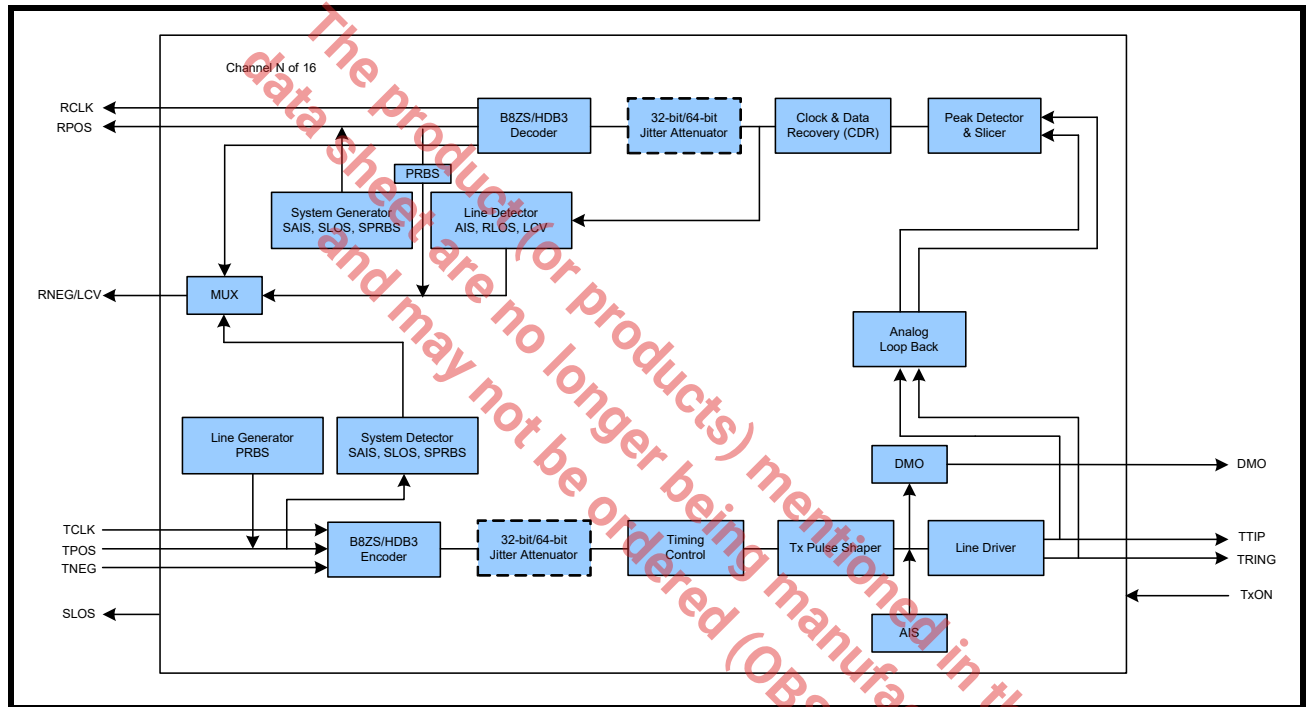 Channel N of 16
RCLK
RPOS
B8ZS/HDB3
Decoder
32-bit/64-bit
Jitter Attenuator
Clock & Data
Recovery (CDR)
Peak Detector
& Slicer
PRBS
System Generator
SAIS, SLOS, SPRBS
Line Detector
AIS, RLOS, LCV
RNEG/LCV
MUX
Analog
Loop Back
Line Generator
PRBS
System Detector
SAIS, SLOS, SPRBS
DMO
DMO
TCLK
TPOS
TNEG
B8ZS/HDB3
Encoder
32-bit/64-bit
Jitter Attenuator
Timing
Control
Tx Pulse Shaper
Line Driver
TTIP
TRING
TxON
SLOS
AIS
The product (or products) mentioned in
data sheet are no longer being
and may not be ordered